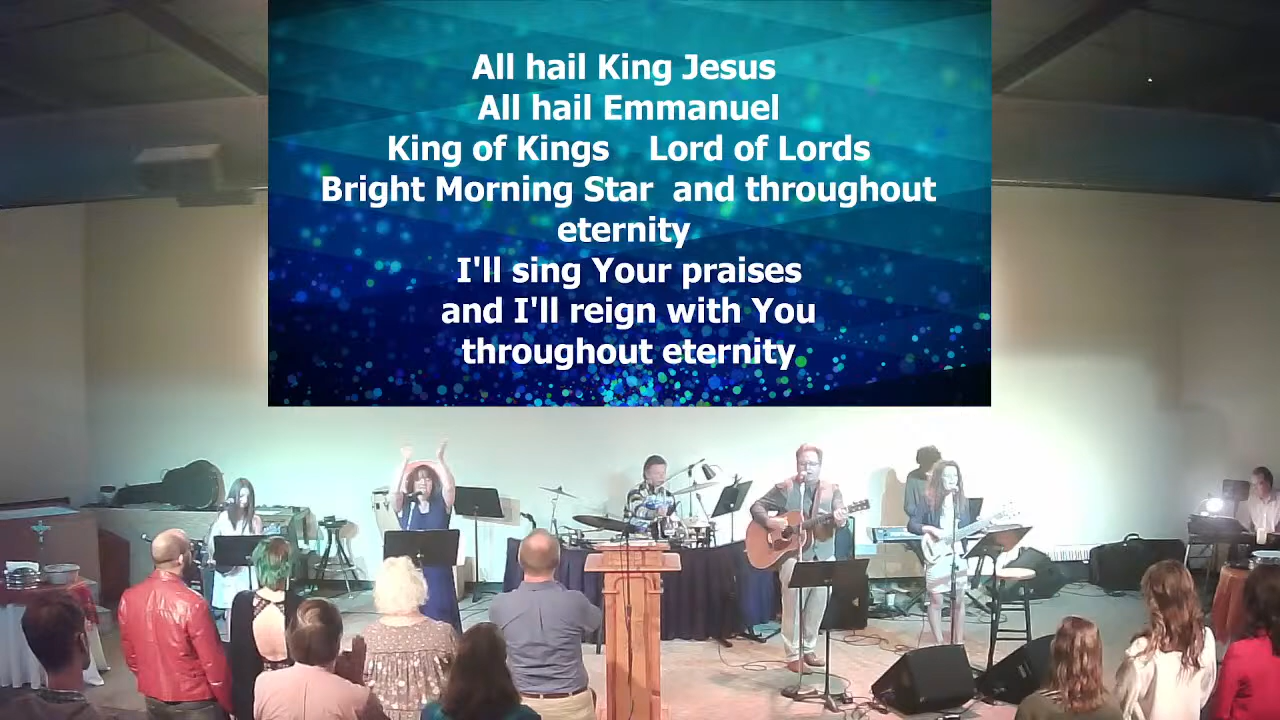 All hail King Jesus
All hail Emmanuel
King of Kings    Lord of Lords
Bright Morning Star  and throughout
eternity
I'll sing Your praises
and I'll reign with You
throughout eternity